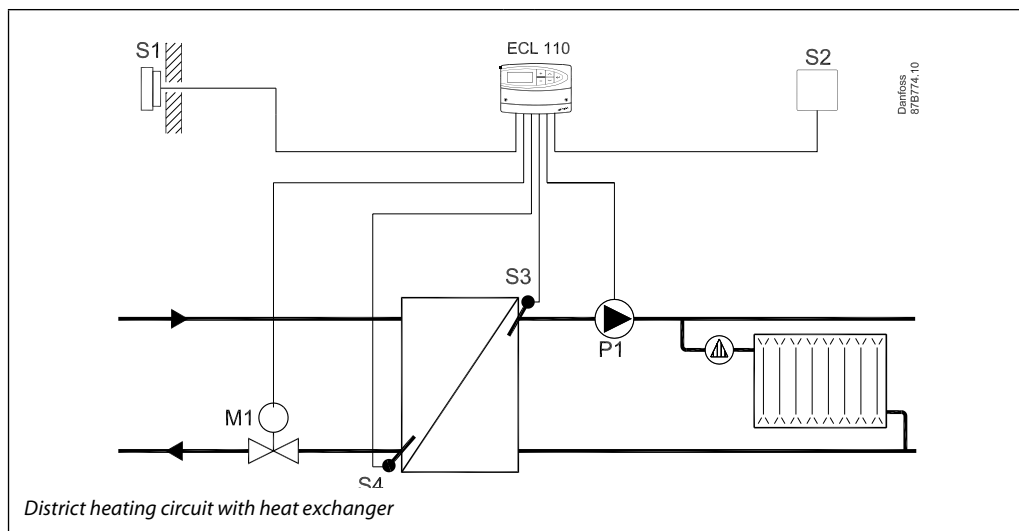 S1
ECL 110
S2
Danfoss
87B774.10
S3
P1
M1
S4
District heating circuit with heat exchanger